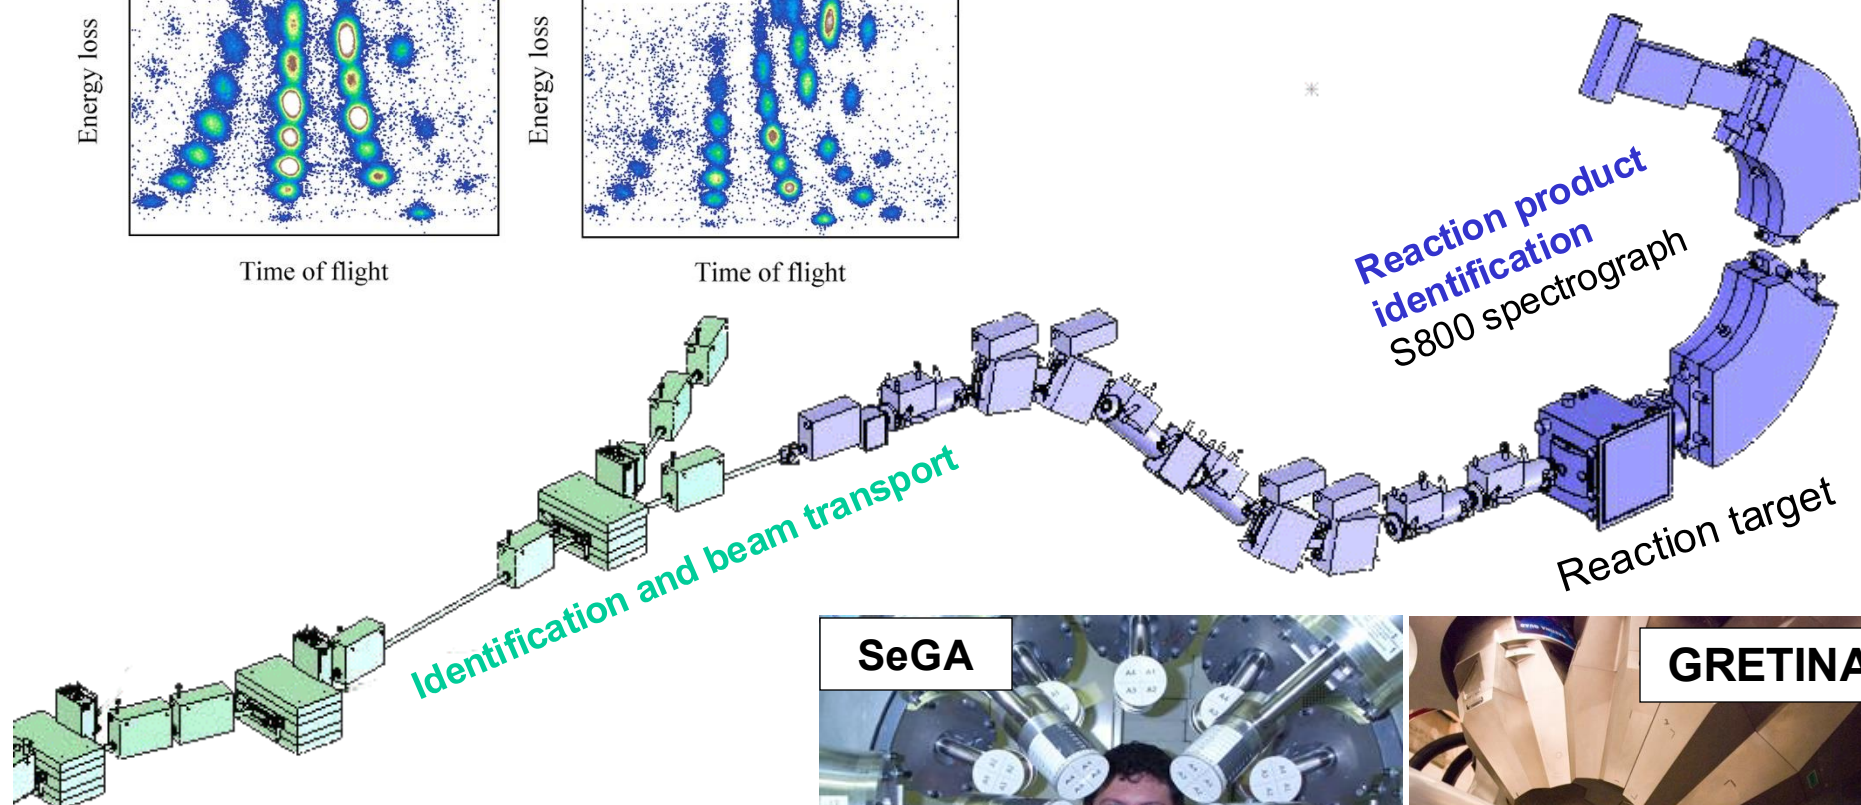 Energy loss
Time of flight
Energy loss
Time of flight
Reaction product
identification
S800 spectrograph
Identification and beam transport
Reaction target
SeGA
GRETINA